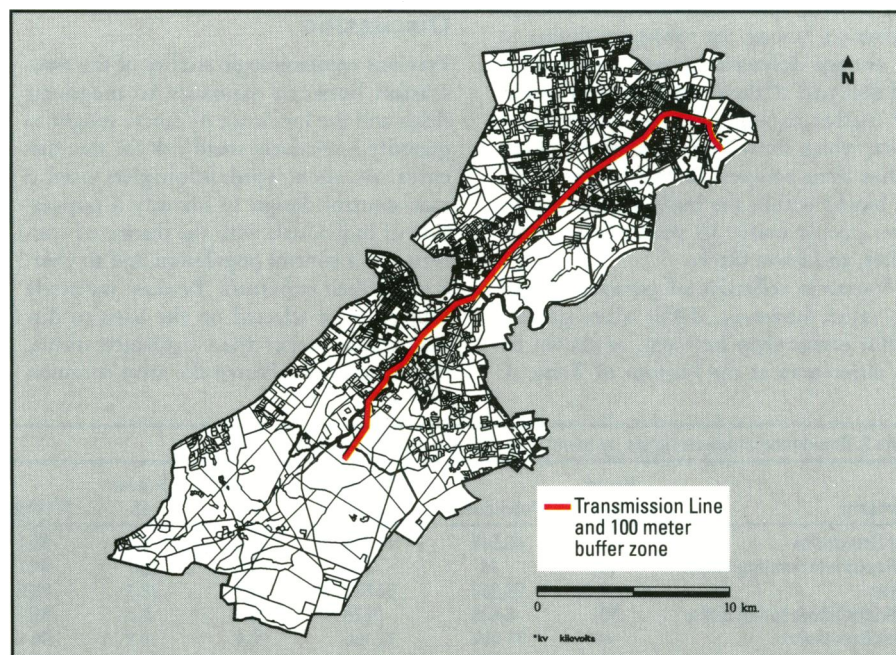 N
Transmission Line
and 100 meter
buffer zone
0 10 km.
*kv kilovolts